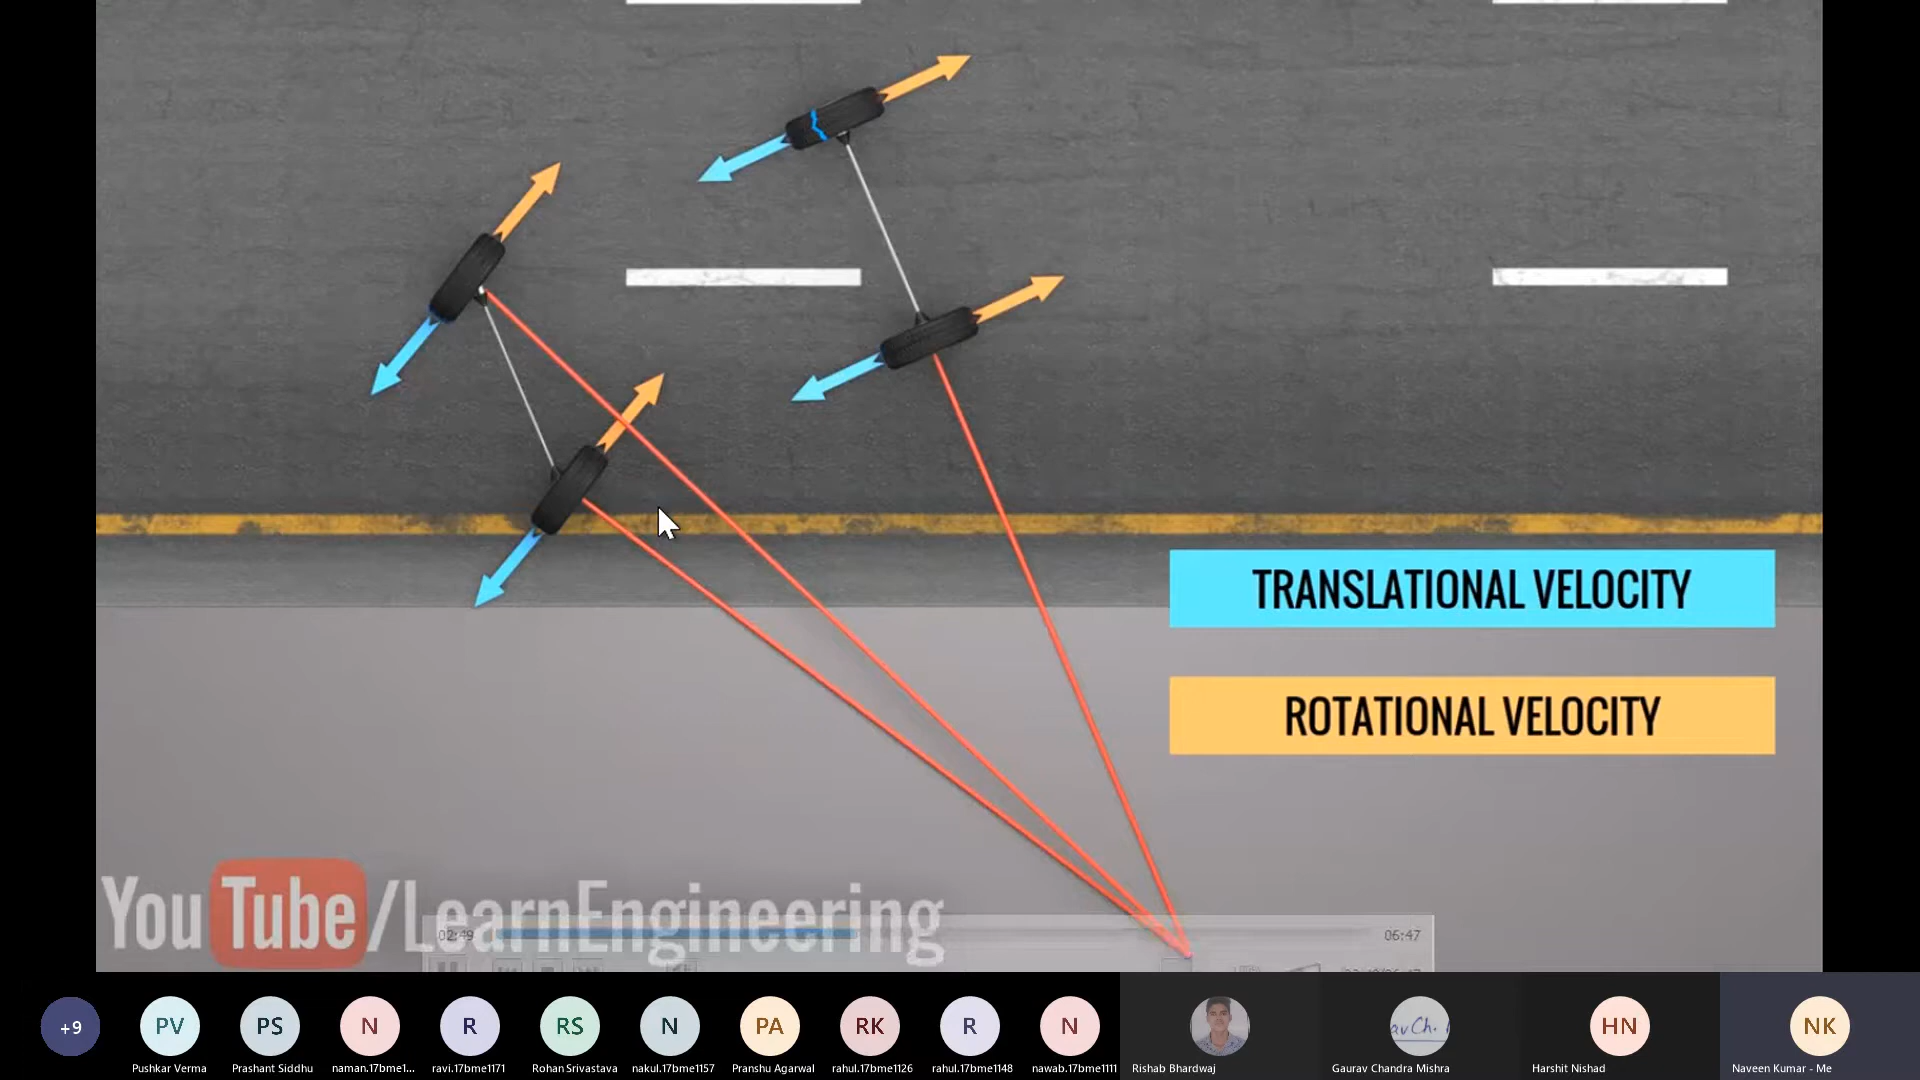 TRANSLATIONAL VELOCITY
ROTATIONAL VELOCITY
YouTube/LearnEngineering
02:49
06:47
+9
PV
PS
N
R
RS
N
PA
RK
R
N
HN
NK
Pushkar Verma
Prashant Siddhu
naman.17bme1...
ravi.17bme1171
Rohan Srivastava
nakul.17bme1157
Pranshu Agarwal
rahul.17bme1126
rahul.17bme1148
nawab.17bme1111
Rishab Bhardwaj
Gaurav Chandra Mishra
Harshit Nishad
Naveen Kumar - Me